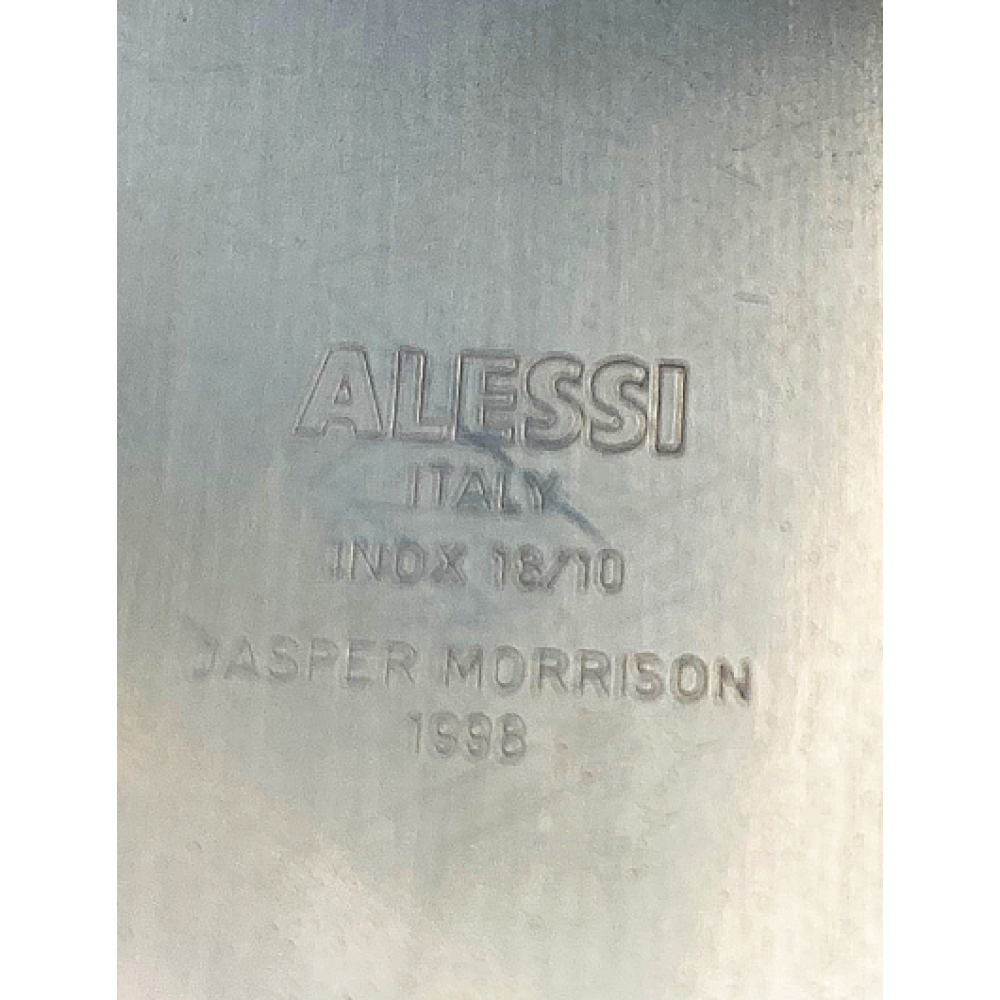 ALESSI
ITALY
INOX 18/10
JASPER MORRISON
1998